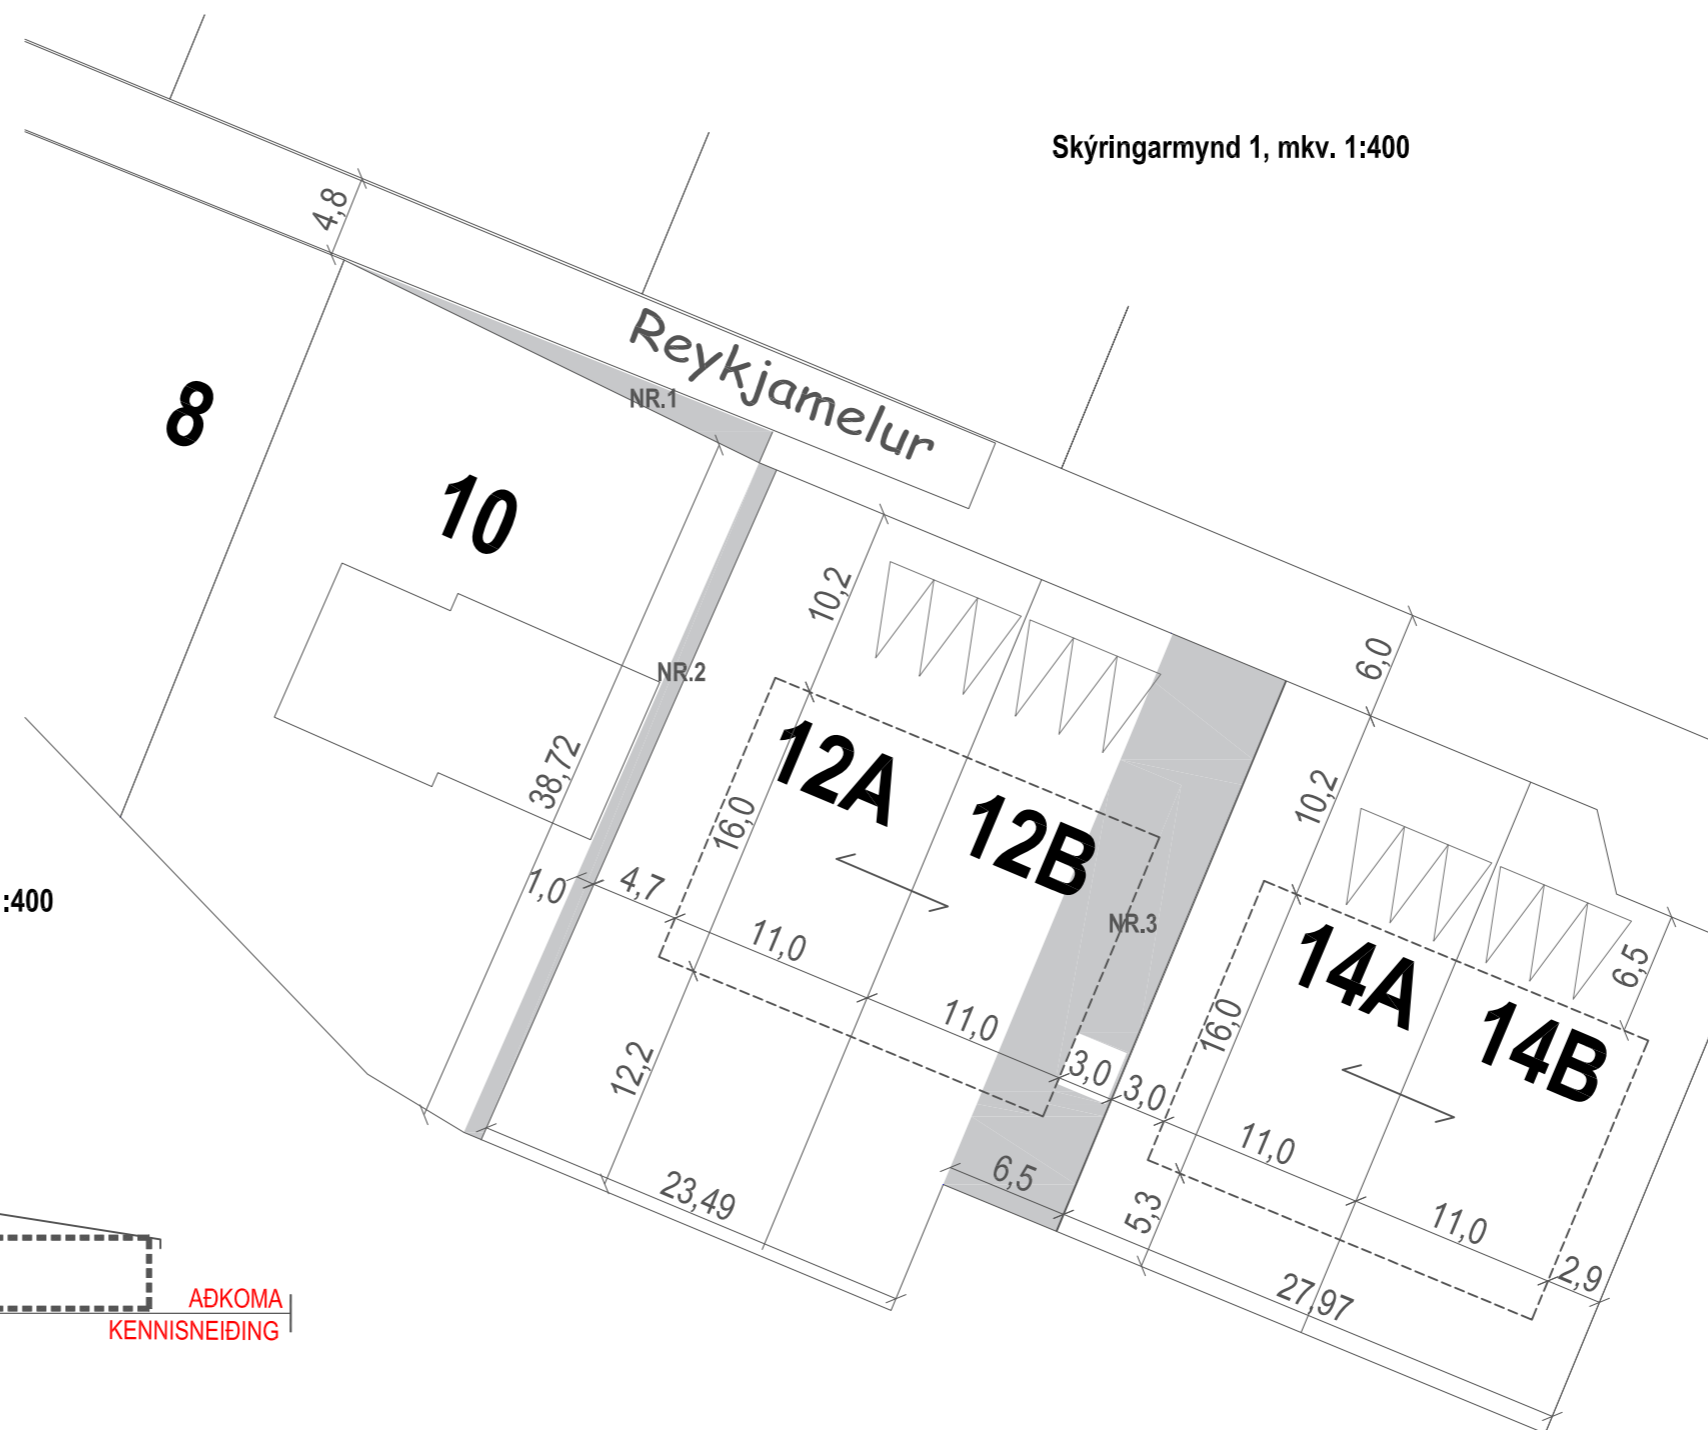 Skýringarmynd 1, mkv. 1:400
4,8
Reykjamelur
NR.1
8
10
10,2
6,0
NR.2
12A
12B
38,72
16,0
10,2
1,0
4,7
:400
11,0
11,0
NR.3
14A
14B
6,5
16,0
12,2
3,0
3,0
11,0
11,0
6,5
23,49
5,3
2,9
27,97
AÐKOMA
KENNISNEIÐING